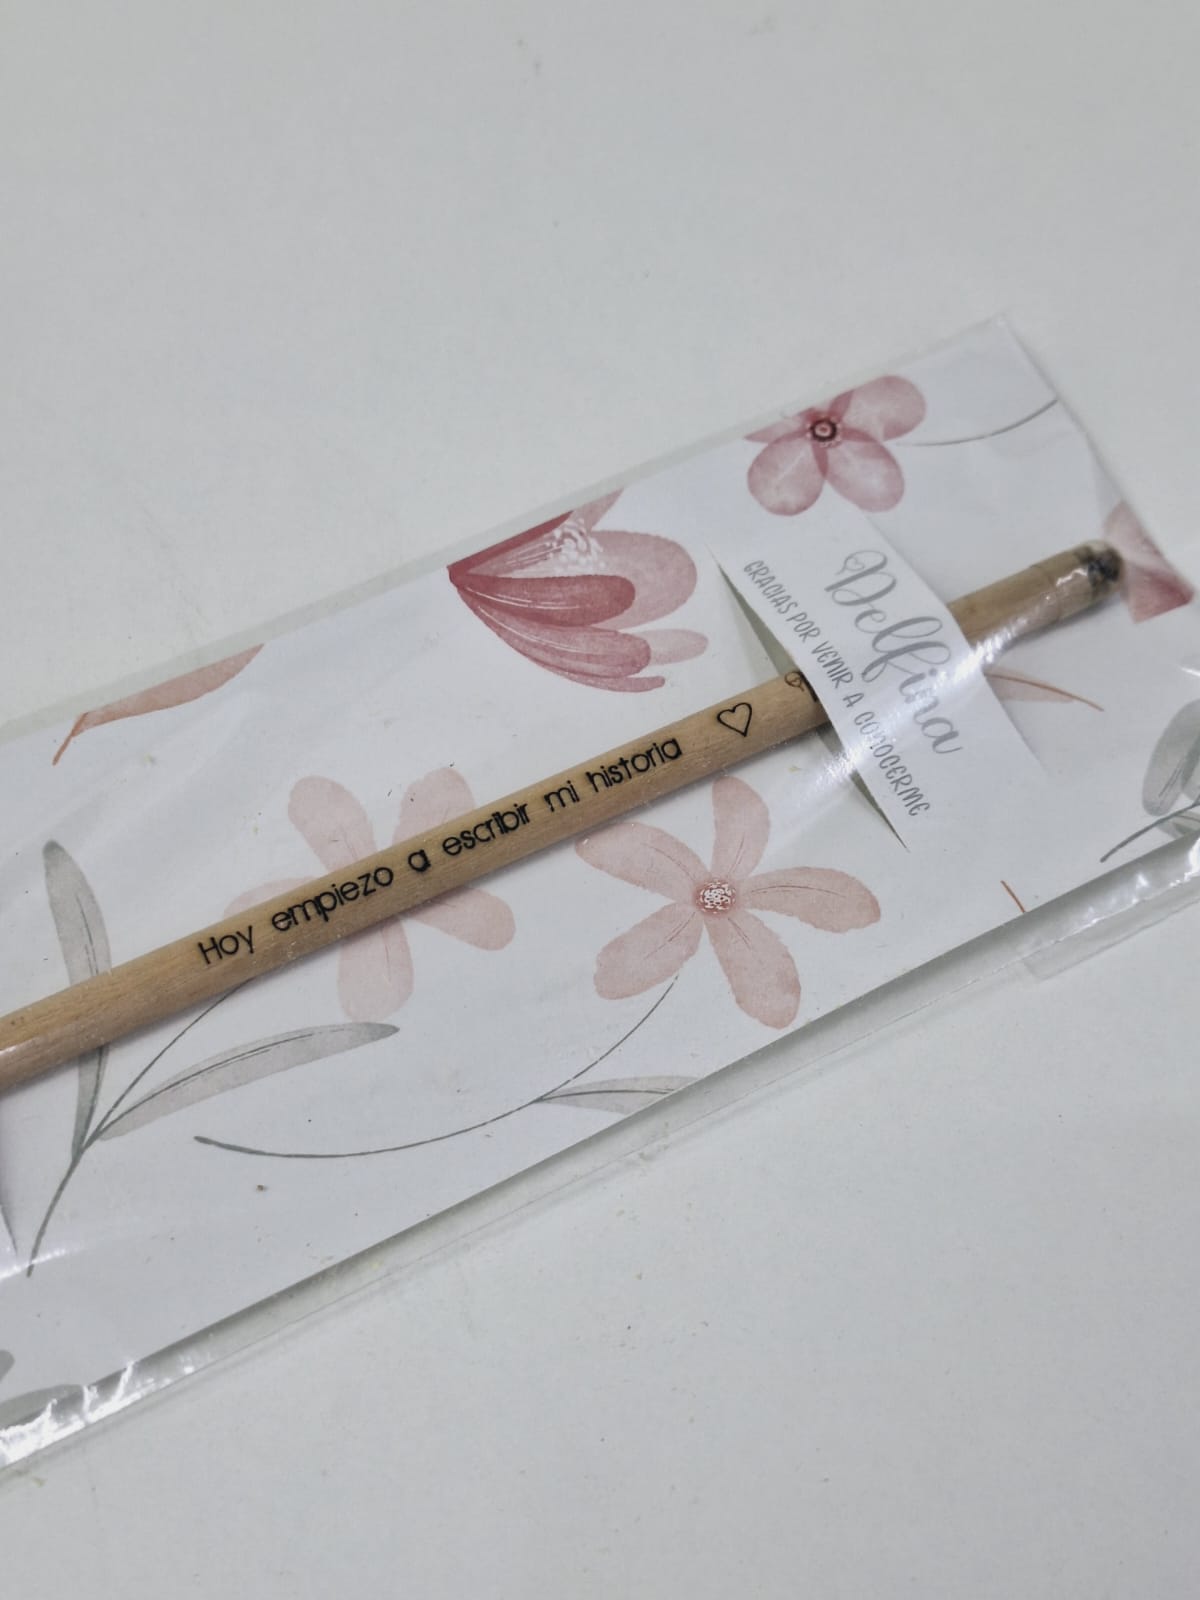 Hoy empiezo a escribir mi historia ♡
Delfina
GRACIAS POR VENIR A CONOCERME